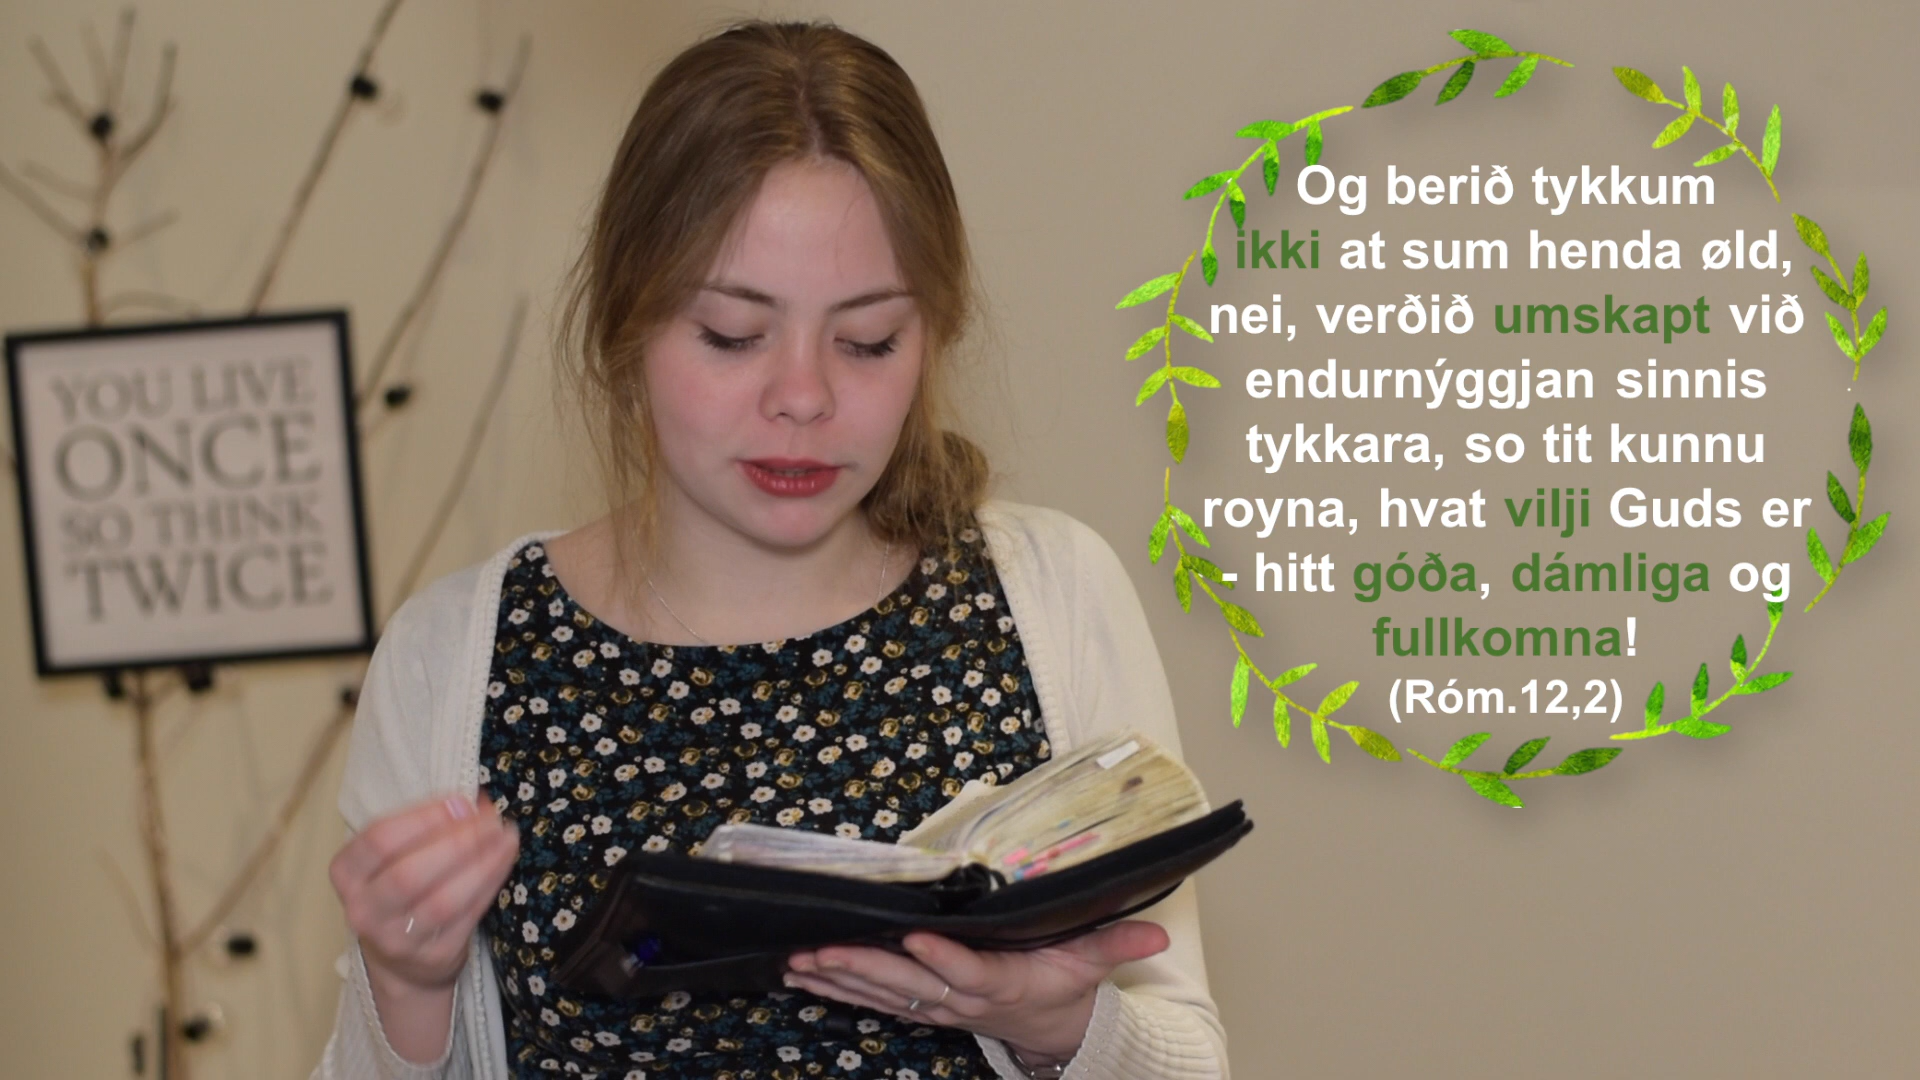 YOU LIVE
ONCE
SO THINK
TWICE
Og berið tykkum
ikki at sum henda øld,
nei, verðið umskapt við
endurnýggjan sinnis
tykkara, so tit kunnu
royna, hvat vilji Guds er
- hitt góða, dámliga og
fullkomna!
(Róm.12,2)